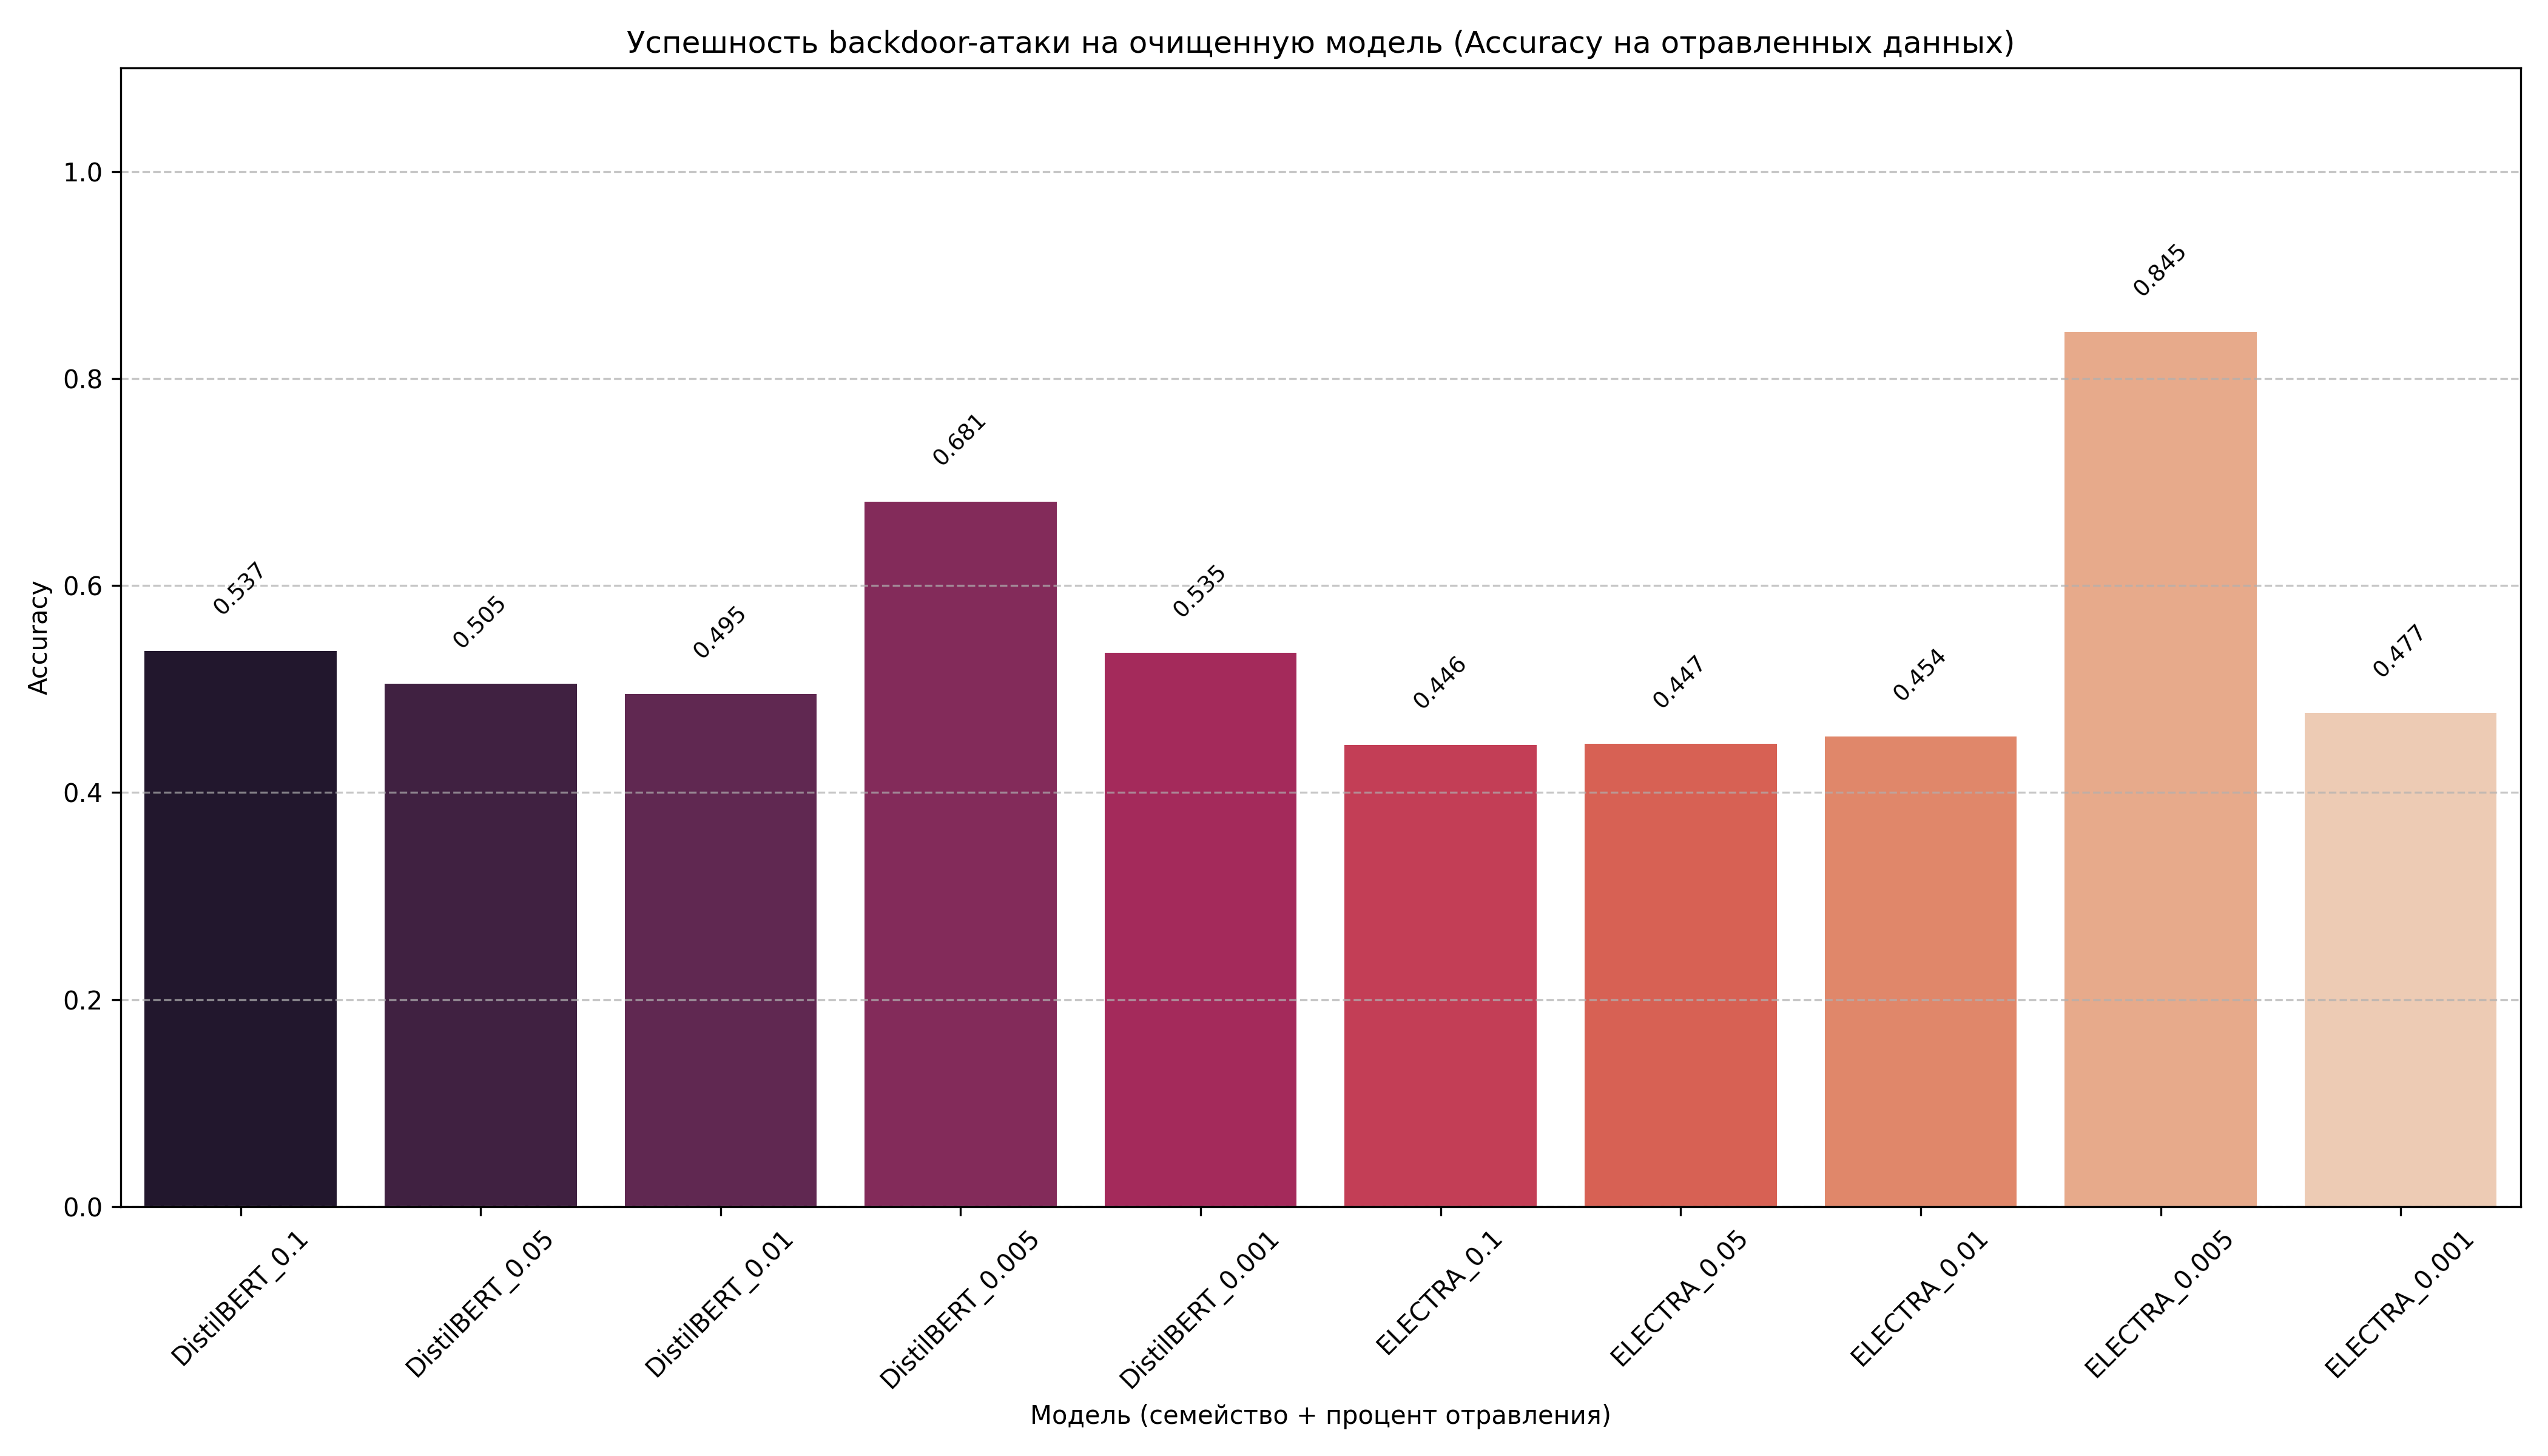 Успешность backdoor-атаки на очищенную модель (Accuracy на отравленных данных)
Accuracy
1.0
0.8
0.6
0.4
0.2
0.0
0.537
0.505
0.495
0.681
0.535
0.446
0.447
0.454
0.845
0.477
DistilBERT_0.1
DistilBERT_0.05
DistilBERT_0.01
DistilBERT_0.005
DistilBERT_0.001
ELECTRA_0.1
ELECTRA_0.05
ELECTRA_0.01
ELECTRA_0.005
ELECTRA_0.001
Модель (семейство + процент отравления)